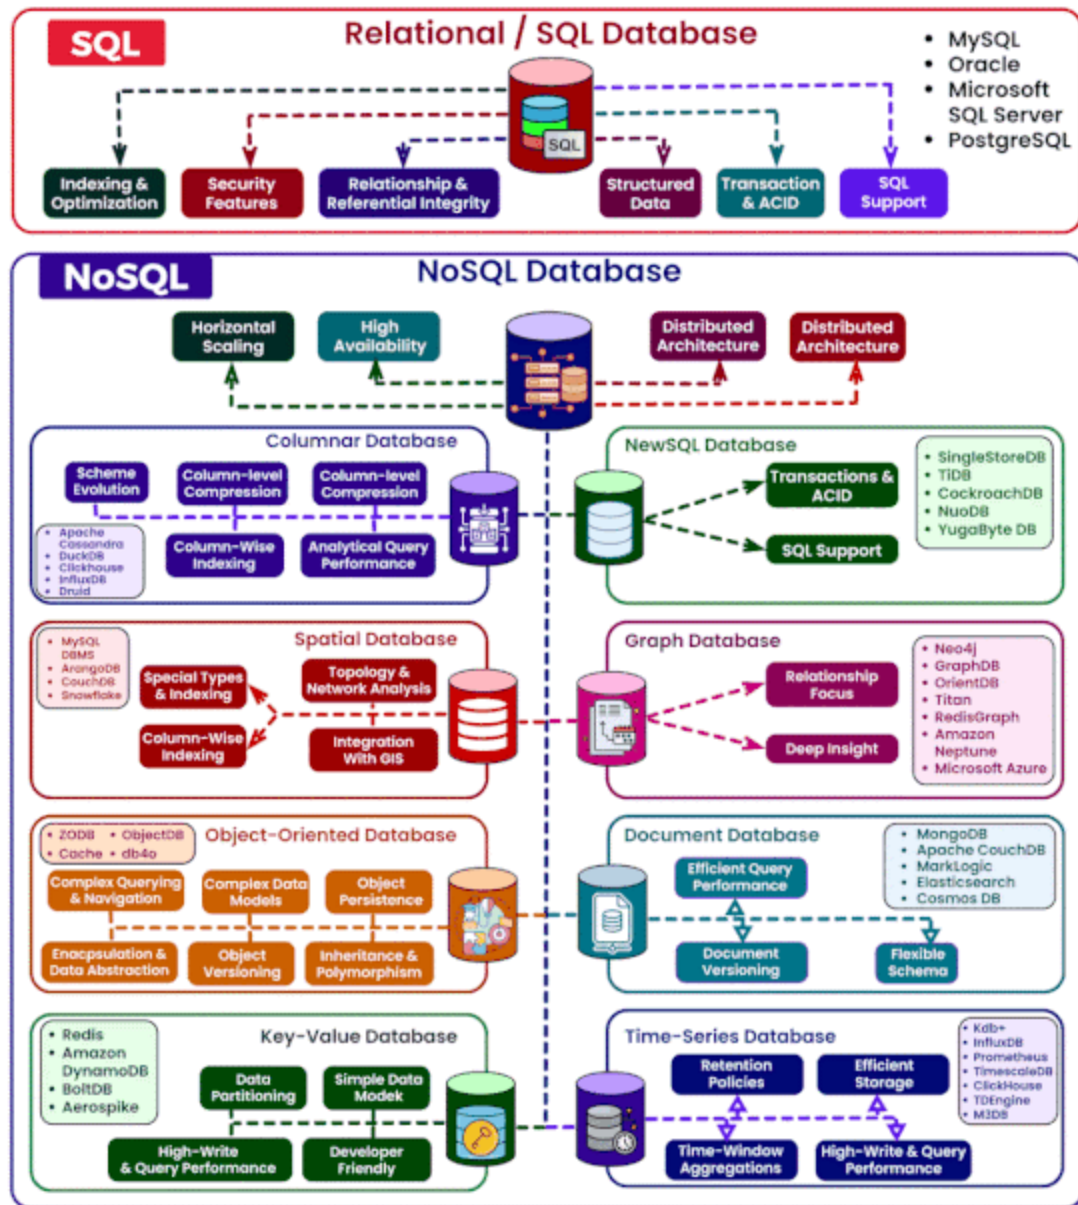 SQL
Relational / SQL Database
• MySQL
• Oracle
• Microsoft
SQL Server
• PostgreSQL
SQL
Indexing &
Optimization
Security
Features
Relationship &
Referential Integrity
Structured
Data
Transaction
& ACID
SQL
Support
NoSQL
NoSQL Database
Horizontal
Scaling
High
Availability
Distributed
Architecture
Distributed
Architecture
Columnar Database
Scheme
Evolution
Column-level
Compression
Column-level
Compression
• Apache
Cassandra
• DuckDB
• Clickhouse
• InfluxDB
• Druid
Column-Wise
Indexing
Analytical Query
Performance
NewSQL Database
Transactions &
ACID
SQL Support
• SingleStoreDB
• TiDB
• CockroachDB
• NuoDB
• YugaByte DB
• MySQL
DBMS
• ArangoDB
• CouchDB
• Snowflake
Spatial Database
Special Types
& Indexing
Topology &
Network Analysis
Column-Wise
Indexing
Integration
With GIS
Graph Database
Relationship
Focus
Deep Insight
• Neo4j
• GraphDB
• OrientDB
• Titan
• RedisGraph
• Amazon
Neptune
• Microsoft Azure
• ZODB • ObjectDB
• Cache • db4o
Object-Oriented Database
Complex Querying
& Navigation
Complex Data
Models
Object
Persistence
Enacpsulation &
Data Abstraction
Object
Versioning
Inheritance &
Polymorphism
Document Database
Efficient Query
Performance
Document
Versioning
Flexible
Schema
• MongoDB
• Apache CouchDB
• MarkLogic
• Elasticsearch
• Cosmos DB
• Redis
• Amazon
DynamoDB
• BoltDB
• Aerospike
Key-Value Database
Data
Partitioning
Simple Data
Modek
High-Write
& Query Performance
Developer
Friendly
Time-Series Database
Retention
Policies
Efficient
Storage
Time-Window
Aggregations
High-Write & Query
Performance
• Kdb+
• InfluxDB
• Prometheus
• TimescaleDB
• ClickHouse
• TDEngine
• M3DB